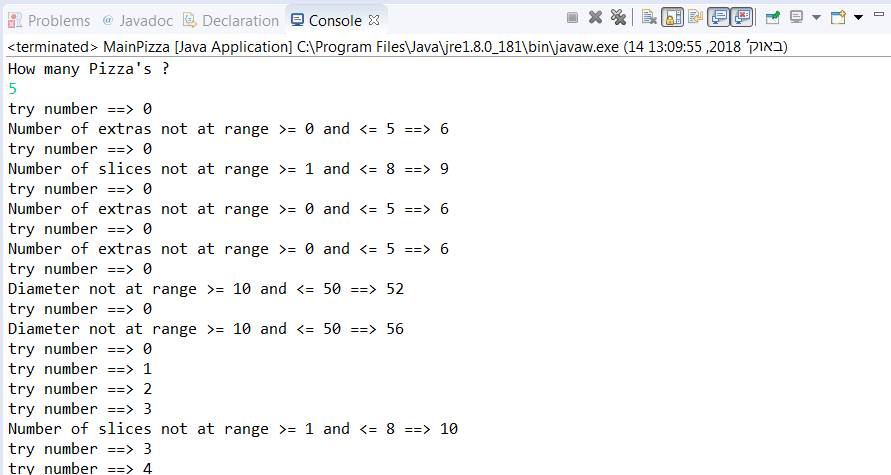 Problems @ Javadoc Declaration Console
<terminated> MainPizza [Java Application] C:\Program Files\Java\jre1.8.0_181\bin\javaw.exe (14 באוק׳ 2018, 13:09:55)
How many Pizza's ?
5
try number ==> 0
Number of extras not at range >= 0 and <= 5 ==> 6
try number ==> 0
Number of slices not at range >= 1 and <= 8 ==> 9
try number ==> 0
Number of extras not at range >= 0 and <= 5 ==> 6
try number ==> 0
Number of extras not at range >= 0 and <= 5 ==> 6
try number ==> 0
Diameter not at range >= 10 and <= 50 ==> 52
try number ==> 0
Diameter not at range >= 10 and <= 50 ==> 56
try number ==> 0
try number ==> 1
try number ==> 2
try number ==> 3
Number of slices not at range >= 1 and <= 8 ==> 10
try number ==> 3
try number ==> 4